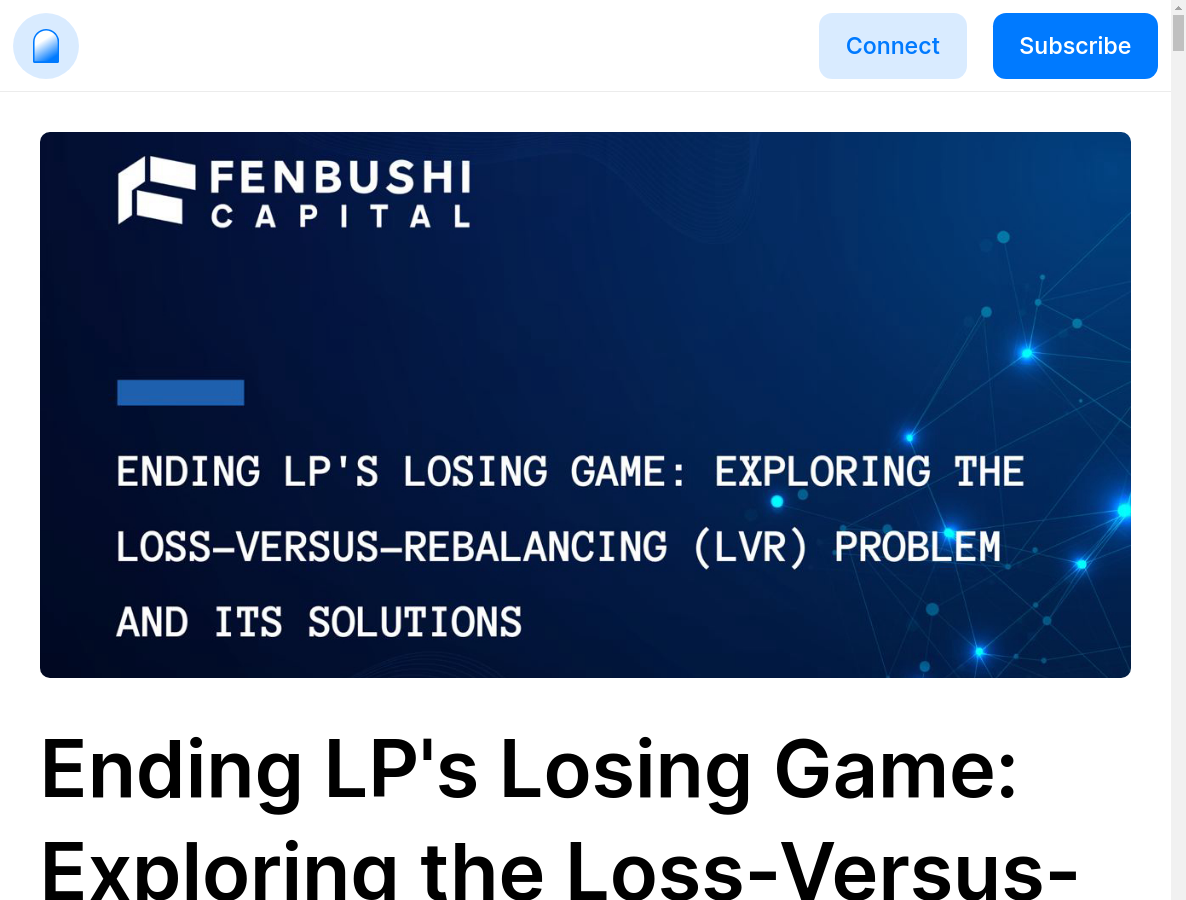 Connect
Subscribe
FENBUSHI
CAPITAL
ENDING LP'S LOSING GAME: EXPLORING THE
LOSS–VERSUS–REBALANCING (LVR) PROBLEM
AND ITS SOLUTIONS
Ending LP's Losing Game:
Exploring the Loss-Versus-